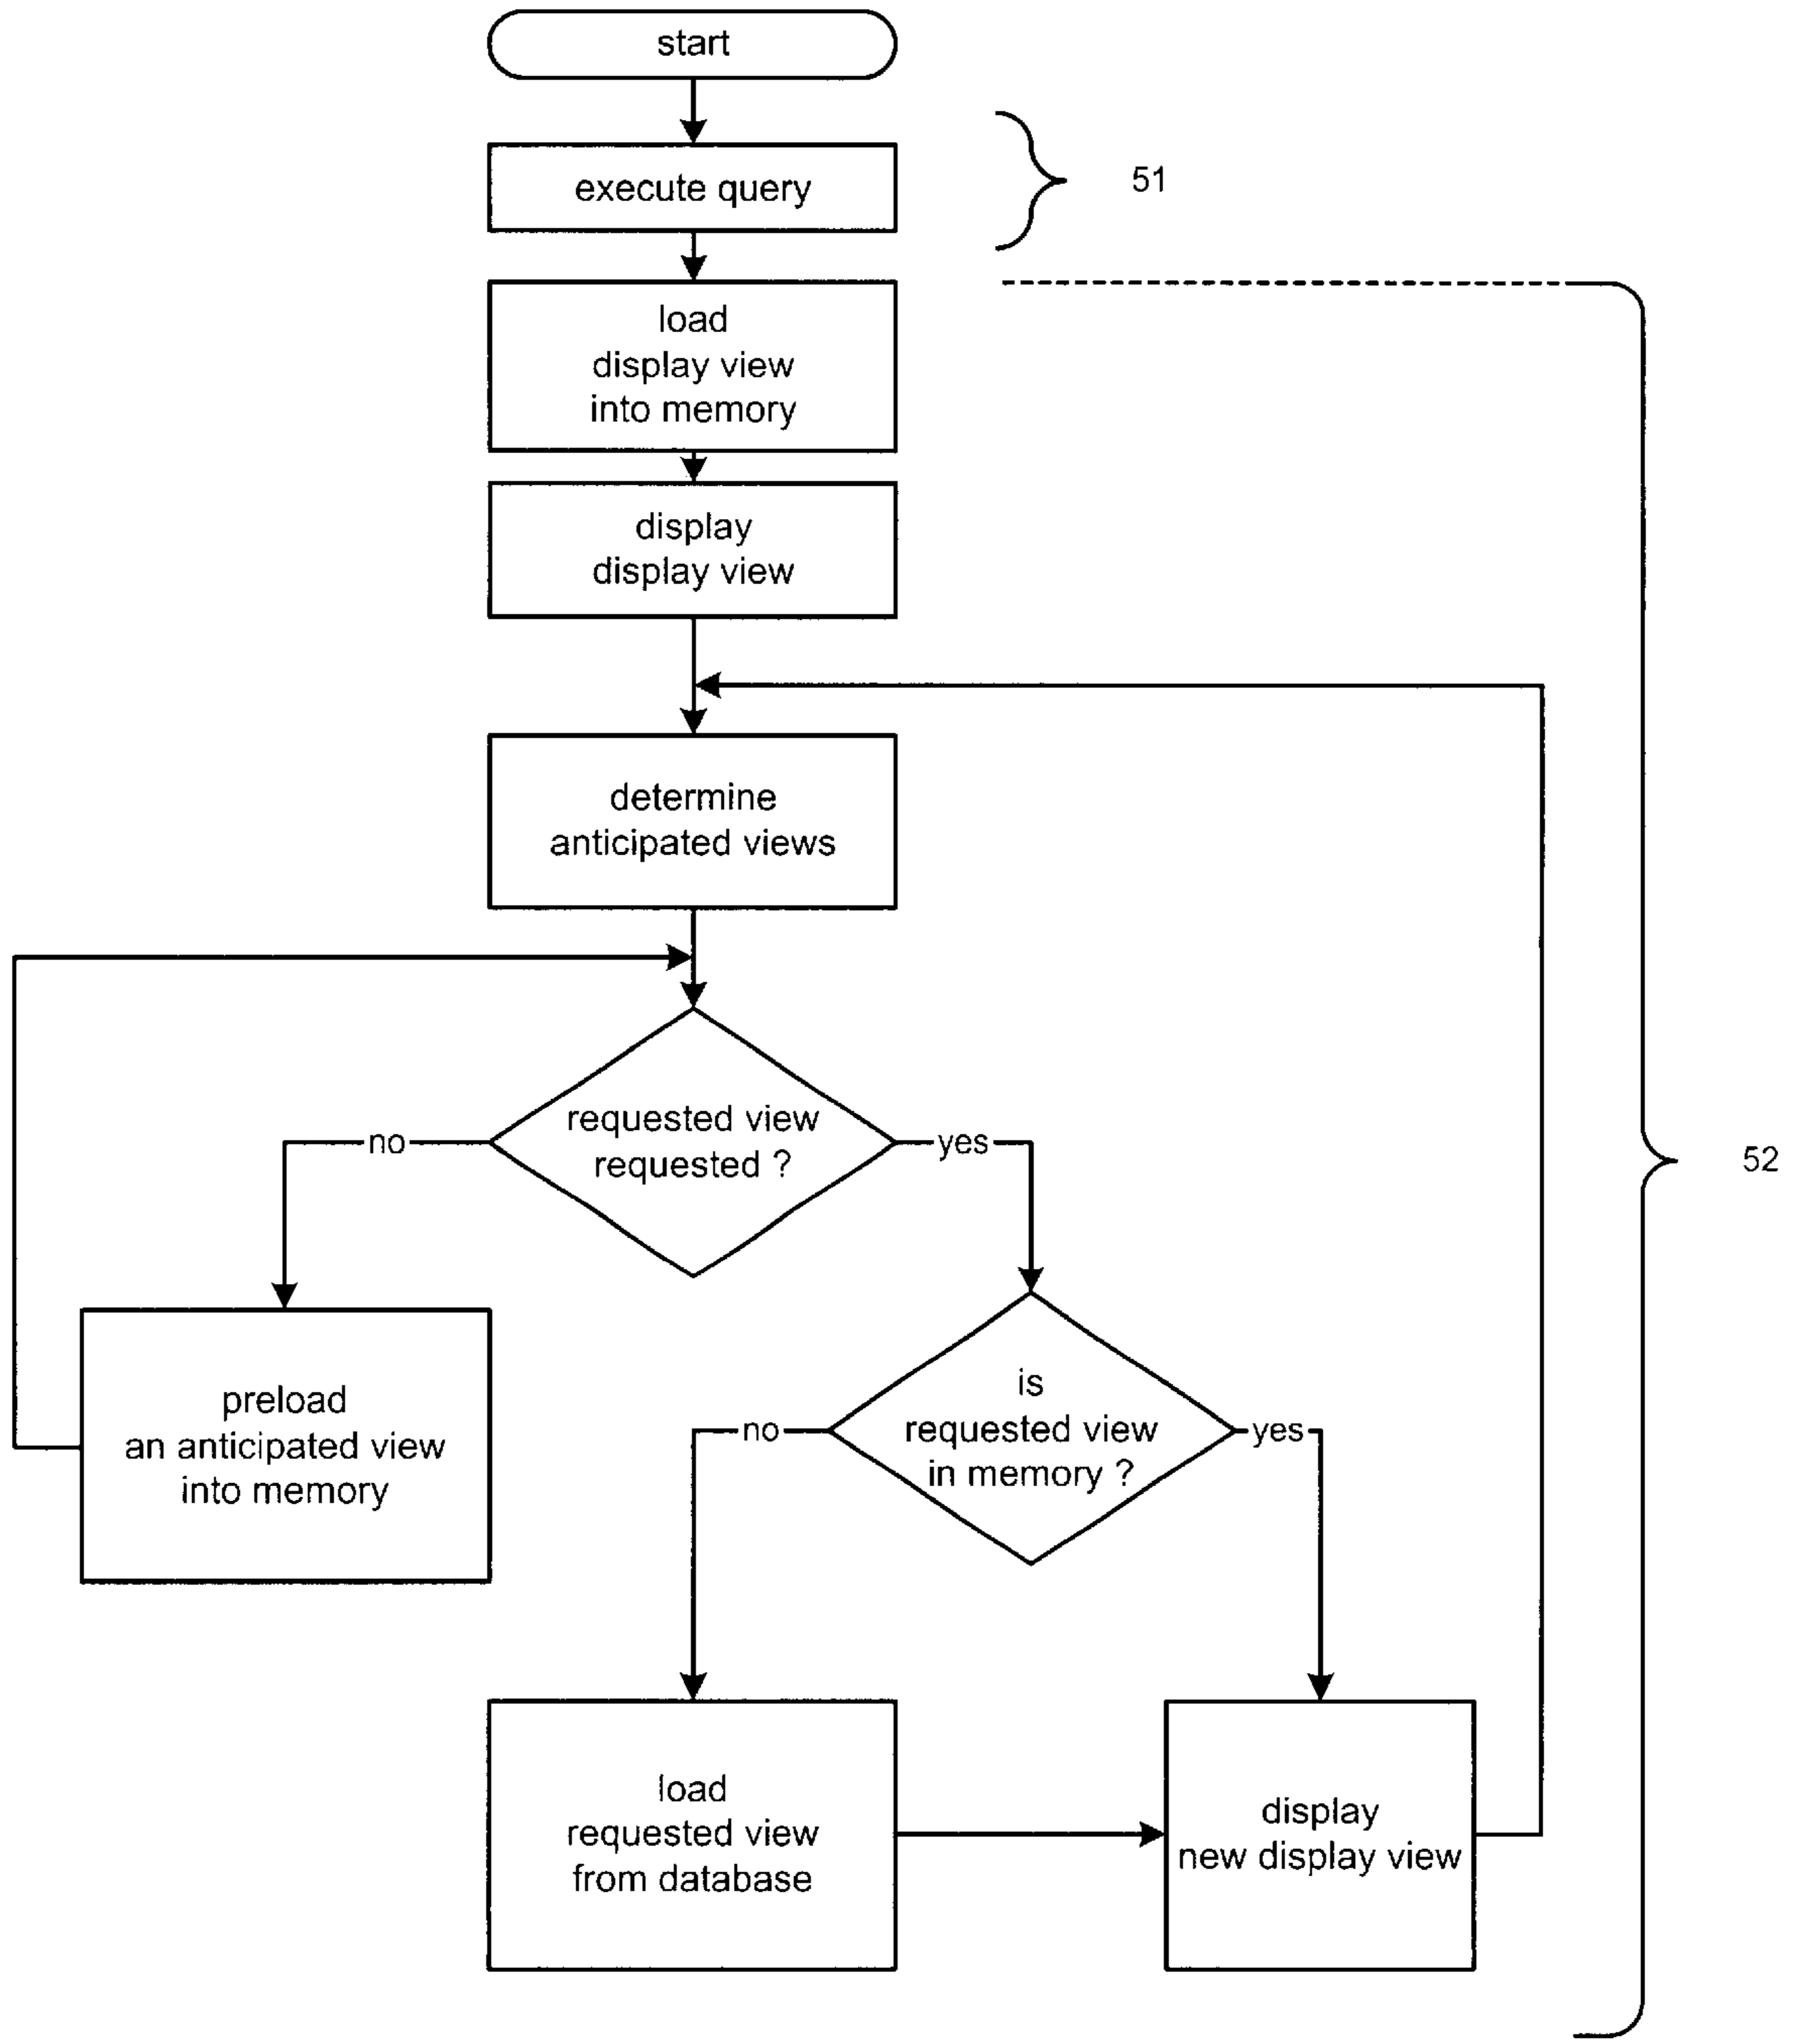 start
execute query
51
load
display view
into memory
display
display view
determine
anticipated views
requested view
requested ?
no
yes
52
preload
an anticipated view
into memory
is
requested view
in memory ?
no
yes
load
requested view
from database
display
new display view